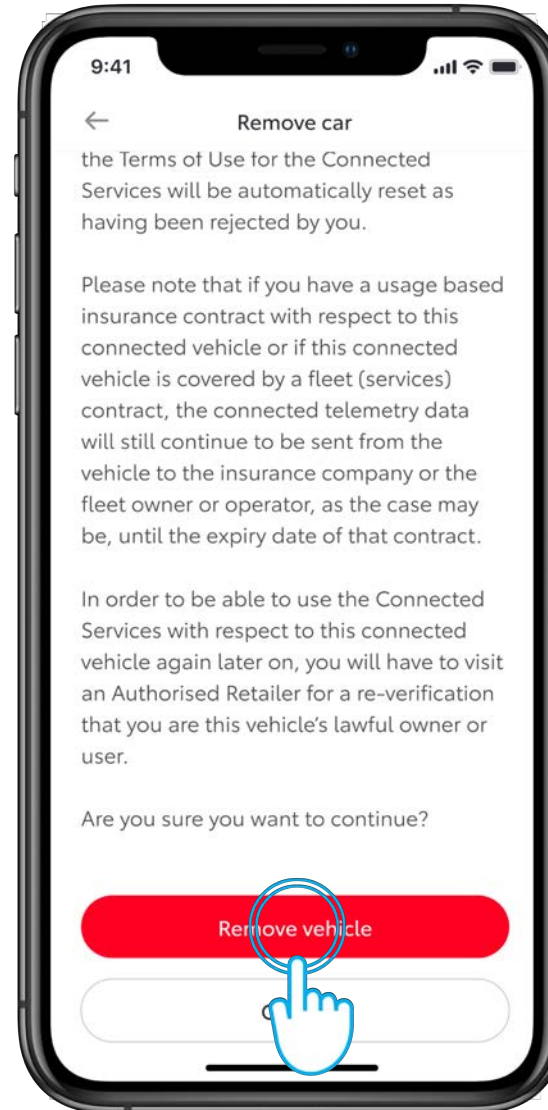 9:41
Remove car
the Terms of Use for the Connected
Services will be automatically reset as
having been rejected by you.
Please note that if you have a usage based
insurance contract with respect to this
connected vehicle or if this connected
vehicle is covered by a fleet (services)
contract, the connected telemetry data
will still continue to be sent from the
vehicle to the insurance company or the
fleet owner or operator, as the case may
be, until the expiry date of that contract.
In order to be able to use the Connected
Services with respect to this connected
vehicle again later on, you will have to visit
an Authorised Retailer for a re-verification
that you are this vehicle's lawful owner or
user.
Are you sure you want to continue?
Remove vehicle